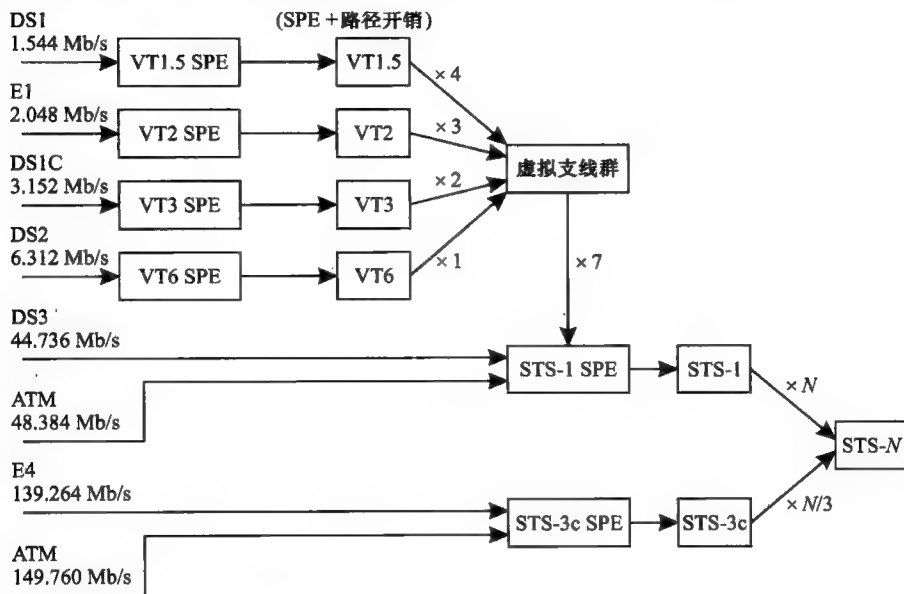 DS1
1.544 Mb/s
(SPE+路径开销)
VT1.5 SPE
VT1.5
×4
E1
2.048 Mb/s
VT2 SPE
VT2
×3
虚拟支线群
DS1C
3.152 Mb/s
VT3 SPE
VT3
×2
DS2
6.312 Mb/s
VT6 SPE
VT6
×1
×7
DS3
44.736 Mb/s
STS-1 SPE
STS-1
×N
ATM
48.384 Mb/s
STS-N
E4
139.264 Mb/s
STS-3c SPE
STS-3c
×N/3
ATM
149.760 Mb/s